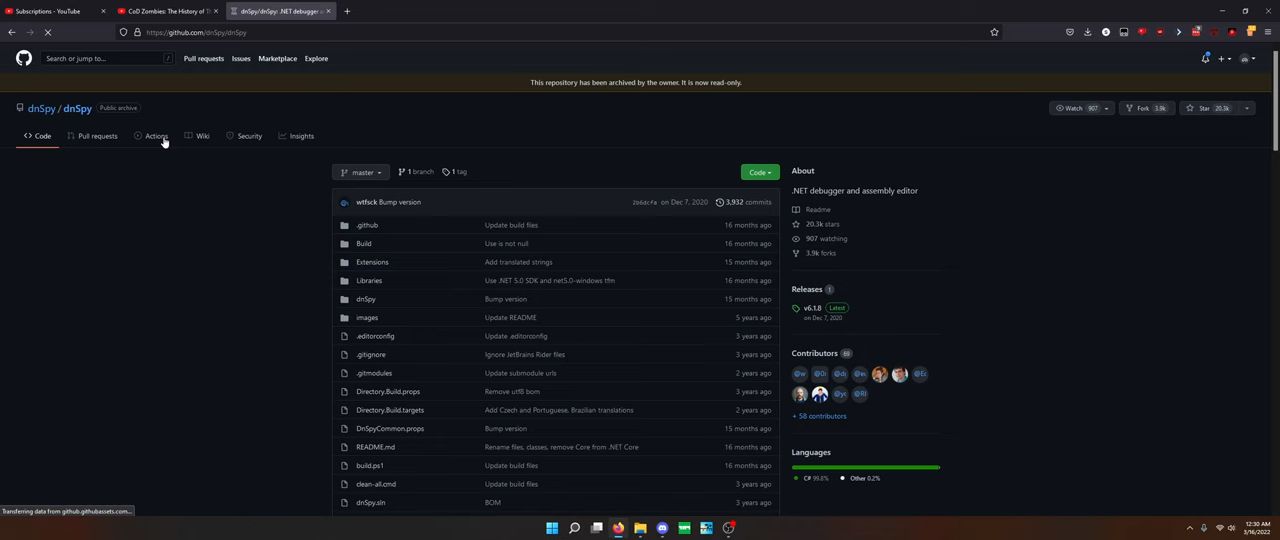 Subscriptions - YouTube
CoD Zombies: The History of Th
dnSpy/dnSpy: .NET debugger a
https://github.com/dnSpy/dnSpy
Search or jump to...
/
Pull requests
Issues
Marketplace
Explore
This repository has been archived by the owner. It is now read-only.
dnSpy / dnSpy
Public archive
Watch 907
Fork 3.9k
Star 20.3k
Code
Pull requests
Actions
Wiki
Security
Insights
master
1 branch
1 tag
Code
About
.NET debugger and assembly editor
wtfsck Bump version
2b6dcfa on Dec 7, 2020
3,932 commits
Readme
20.3k stars
907 watching
3.9k forks
.github Update build files 16 months ago
Build Use is not null 16 months ago
Extensions Add translated strings 15 months ago
Libraries Use .NET 5.0 SDK and net5.0-windows tfm 16 months ago
dnSpy Bump version 15 months ago
images Update README 5 years ago
.editorconfig Update .editorconfig 3 years ago
.gitignore Ignore JetBrains Rider files 3 years ago
.gitmodules Update submodule urls 2 years ago
Directory.Build.props Remove utf8 bom 3 years ago
Directory.Build.targets Add Czech and Portuguese, Brazilian translations 2 years ago
DnSpyCommon.props Bump version 15 months ago
README.md Rename files, classes, remove Core from .NET Core 16 months ago
build.ps1 Update build files 16 months ago
clean-all.cmd Update build files 3 years ago
dnSpy.sln BOM 3 years ago
Releases 1
v6.1.8 Latest
on Dec 7, 2020
Contributors 69
+ 58 contributors
Languages
C# 99.8% Other 0.2%
Transferring data from github.githubassets.com...
12:30 AM
3/16/2022